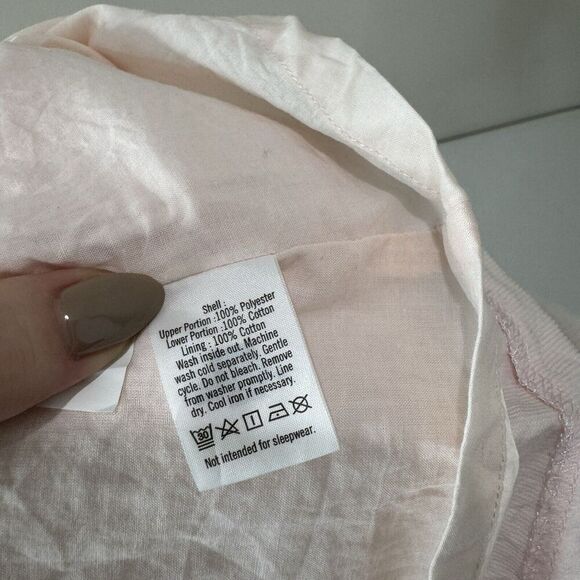 Shell :
Upper Portion :100% Polyester
Lower Portion :100% Cotton
Lining : 100% Cotton
Wash inside out. Machine
wash cold separately. Gentle
cycle. Do not bleach. Remove
from washer promptly. Line
dry. Cool iron if necessary.
30
Not intended for sleepwear.